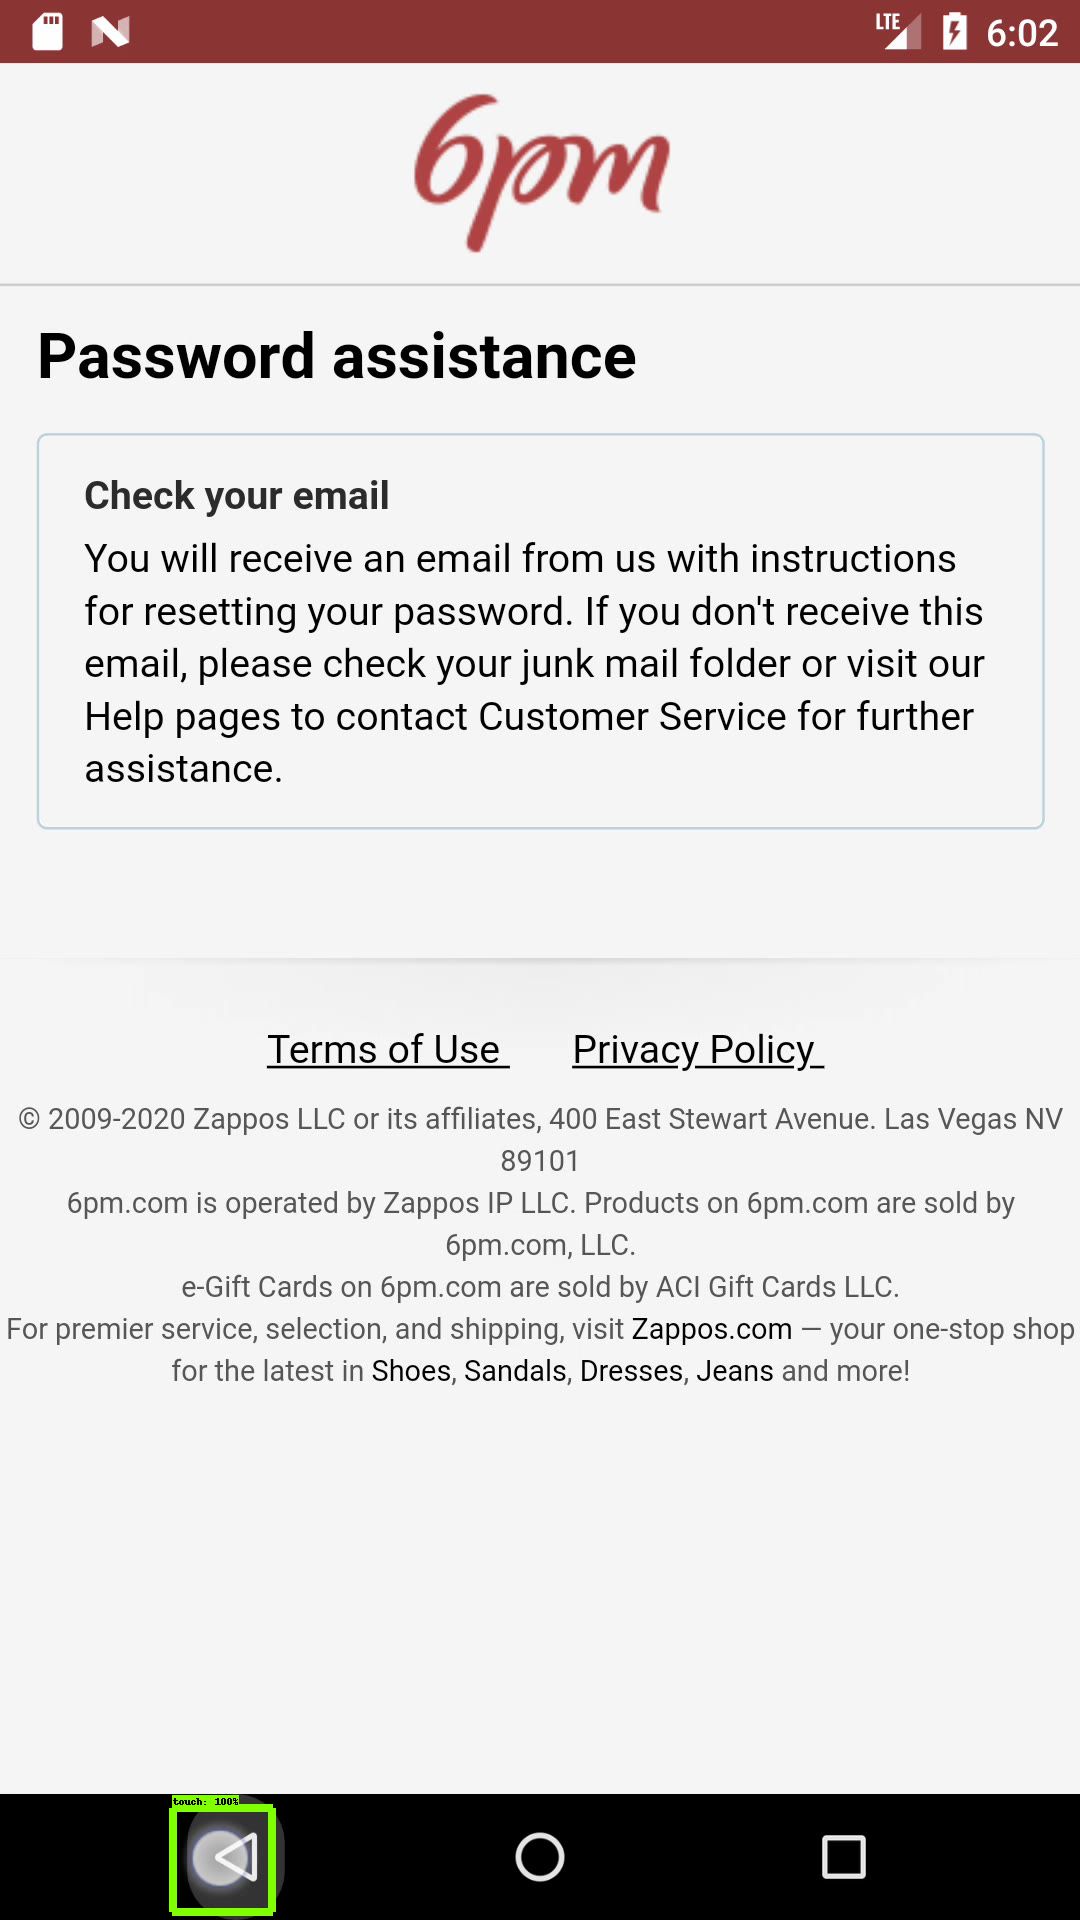 LTE 6:02
6pm
Password assistance
Check your email
You will receive an email from us with instructions
for resetting your password. If you don't receive this
email, please check your junk mail folder or visit our
Help pages to contact Customer Service for further
assistance.
Terms of Use Privacy Policy
© 2009-2020 Zappos LLC or its affiliates, 400 East Stewart Avenue. Las Vegas NV
89101
6pm.com is operated by Zappos IP LLC. Products on 6pm.com are sold by
6pm.com, LLC.
e-Gift Cards on 6pm.com are sold by ACI Gift Cards LLC.
For premier service, selection, and shipping, visit Zappos.com — your one-stop shop
for the latest in Shoes, Sandals, Dresses, Jeans and more!
touch: 100%